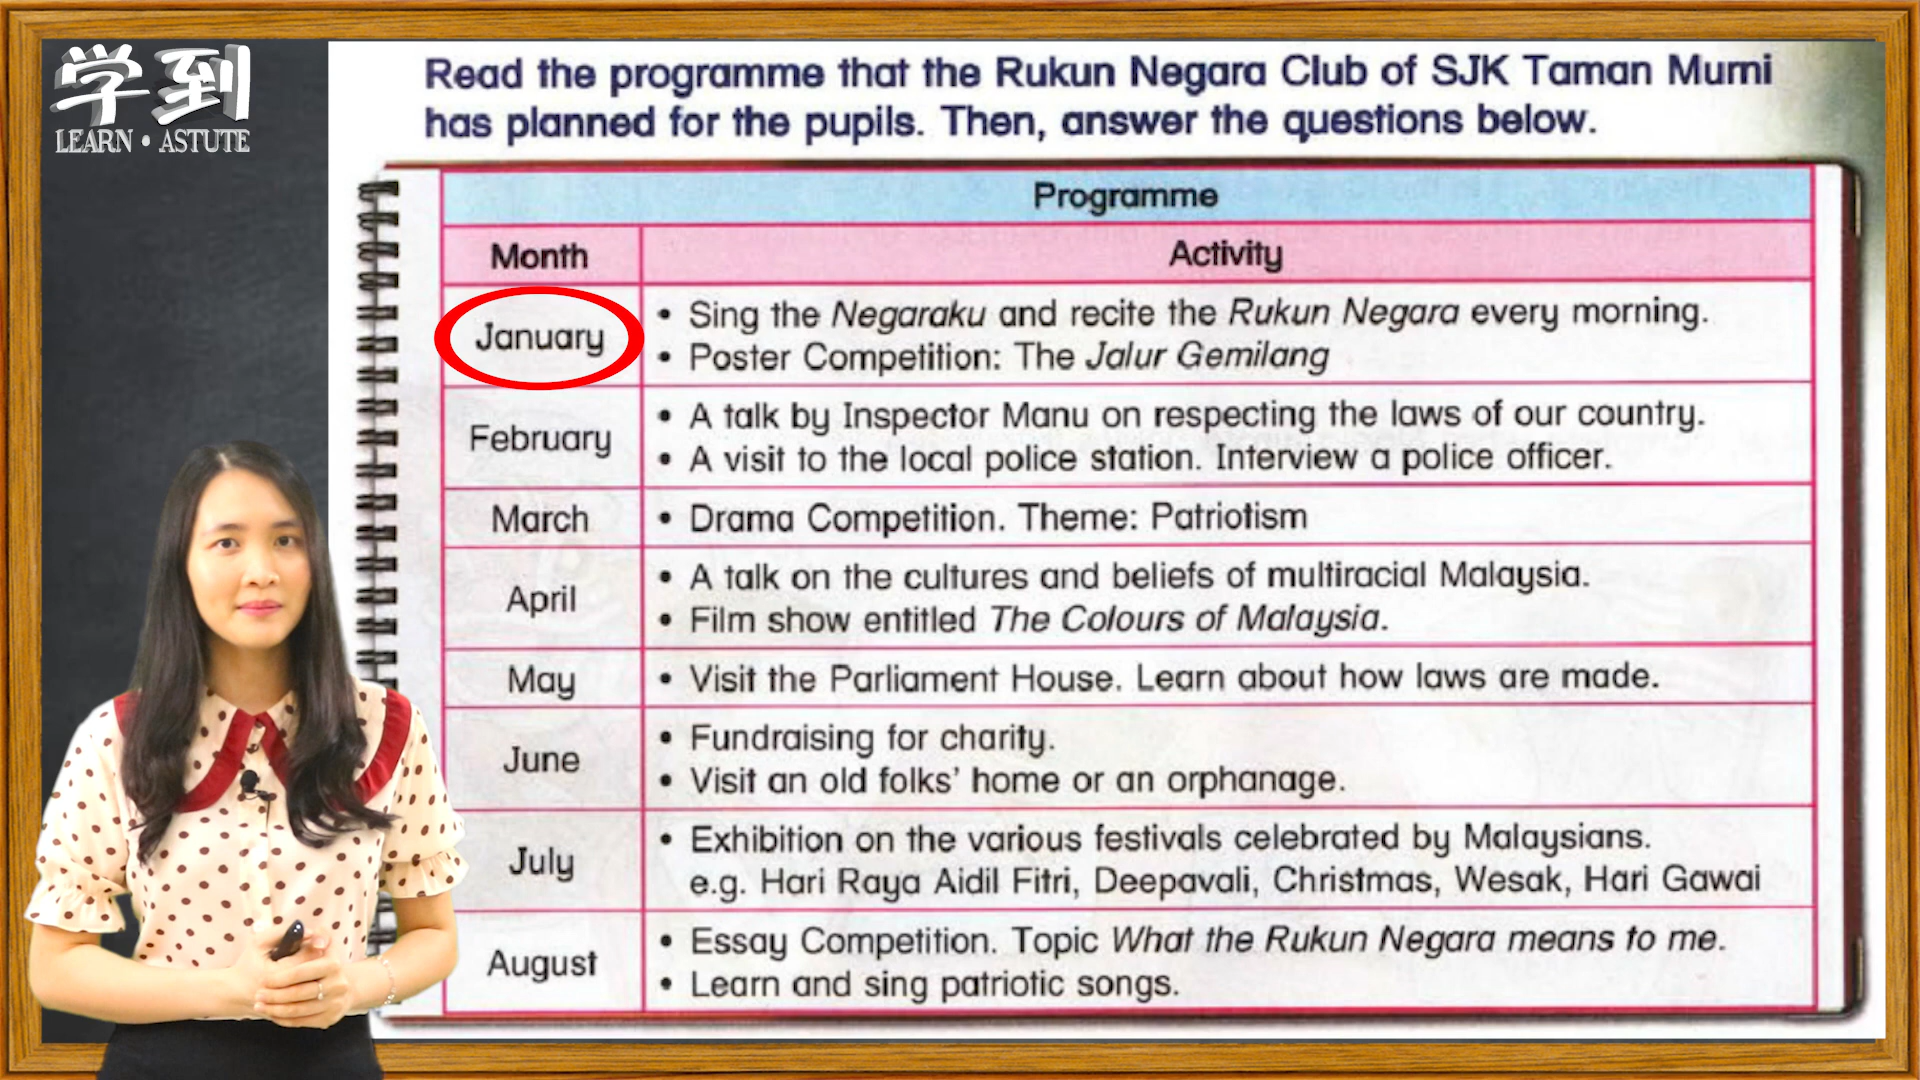 学到
LEARN • ASTUTE
Read the programme that the Rukun Negara Club of SJK Taman Murni
has planned for the pupils. Then, answer the questions below.
Programme
Month Activity
January
• Sing the Negaraku and recite the Rukun Negara every morning.
• Poster Competition: The Jalur Gemilang
February
• A talk by Inspector Manu on respecting the laws of our country.
• A visit to the local police station. Interview a police officer.
March
• Drama Competition. Theme: Patriotism
April
• A talk on the cultures and beliefs of multiracial Malaysia.
• Film show entitled The Colours of Malaysia.
May
• Visit the Parliament House. Learn about how laws are made.
June
• Fundraising for charity.
• Visit an old folks' home or an orphanage.
July
• Exhibition on the various festivals celebrated by Malaysians.
e.g. Hari Raya Aidil Fitri, Deepavali, Christmas, Wesak, Hari Gawai
August
• Essay Competition. Topic What the Rukun Negara means to me.
• Learn and sing patriotic songs.